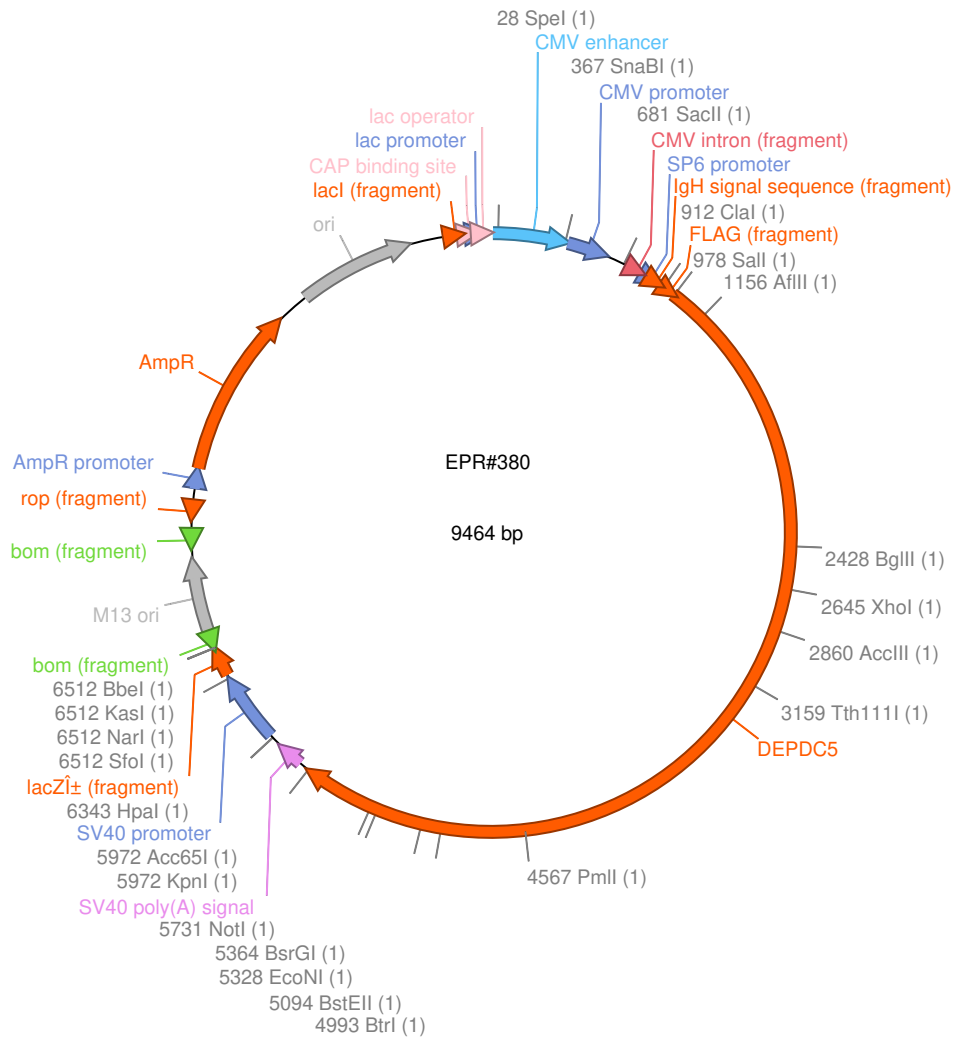 28 SpeI (1)
CMV enhancer
367 SnaBI (1)
CMV promoter
681 SacII (1)
lac operator
lac promoter
CMV intron (fragment)
CAP binding site
SP6 promoter
lacI (fragment)
IgH signal sequence (fragment)
912 ClaI (1)
ori
FLAG (fragment)
978 SalI (1)
1156 AflII (1)
AmpR
AmpR promoter
EPR#380
rop (fragment)
9464 bp
bom (fragment)
2428 BglII (1)
2645 XhoI (1)
M13 ori
2860 AccIII (1)
bom (fragment)
6512 BbeI (1)
6512 KasI (1)
3159 Tth111I (1)
6512 NarI (1)
DEPDC5
6512 SfoI (1)
lacZÎ± (fragment)
6343 HpaI (1)
SV40 promoter
5972 Acc65I (1)
5972 KpnI (1)
4567 PmlI (1)
SV40 poly(A) signal
5731 NotI (1)
5364 BsrGI (1)
5328 EcoNI (1)
5094 BstEII (1)
4993 BtrI (1)